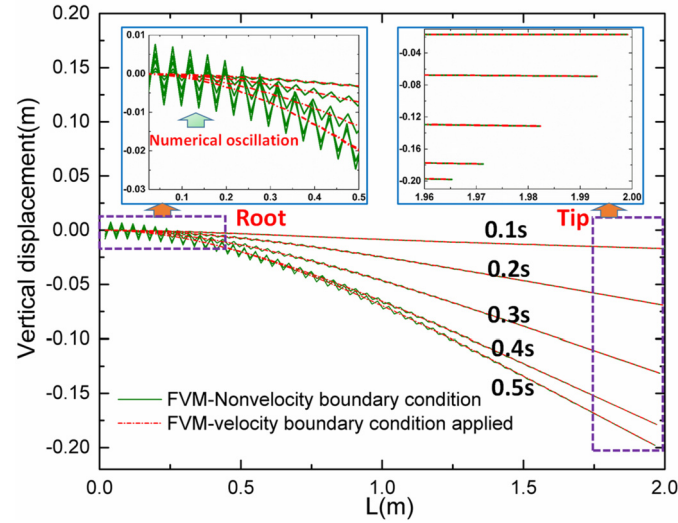 0.20
0.15
0.10
0.05
0.00
-0.05
-0.10
-0.15
-0.20
Vertical displacement(m)
0.01
0.00
-0.01
-0.02
-0.03
0.1
0.2
0.3
0.4
0.5
Numerical oscillation
-0.04
-0.08
-0.12
-0.16
-0.20
1.96
1.97
1.98
1.99
2.00
Root
Tip
0.1s
0.2s
0.3s
0.4s
0.5s
FVM-Nonvelocity boundary condition
FVM-velocity boundary condition applied
0.0
0.5
1.0
1.5
2.0
L(m)